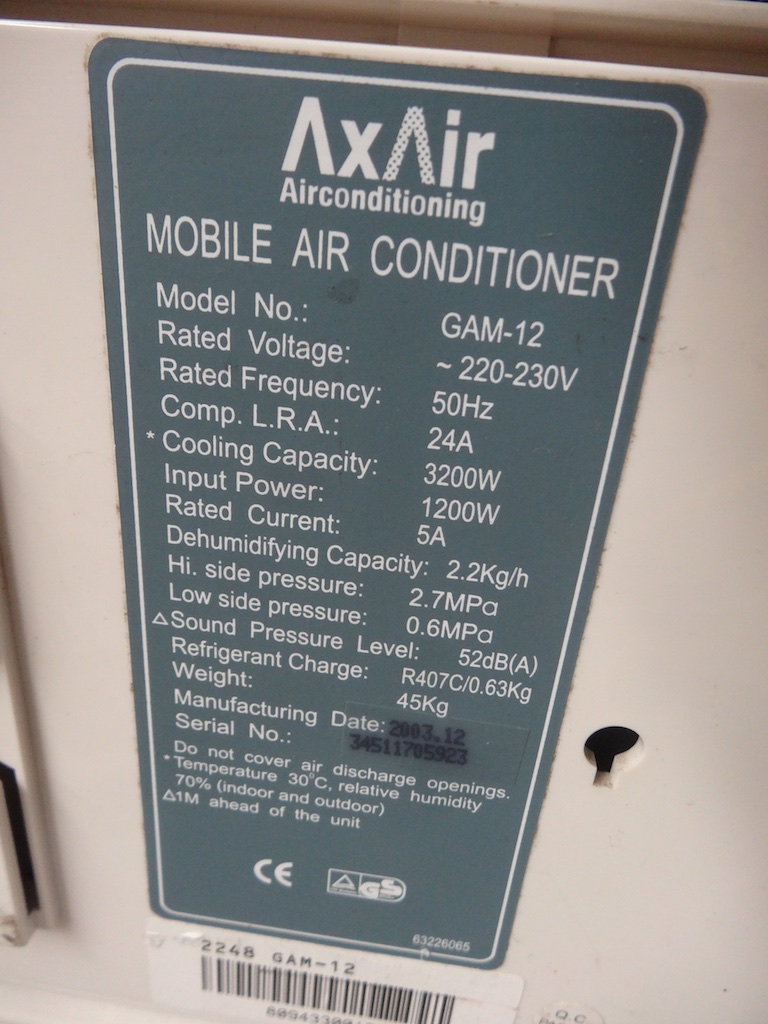 AxAir
Airconditioning
MOBILE AIR CONDITIONER
Model No.: GAM-12
Rated Voltage: ~ 220-230V
Rated Frequency: 50Hz
Comp. L.R.A.: 24A
* Cooling Capacity: 3200W
Input Power: 1200W
Rated Current: 5A
Dehumidifying Capacity: 2.2Kg/h
Hi. side pressure: 2.7MPa
Low side pressure: 0.6MPa
△Sound Pressure Level: 52dB(A)
Refrigerant Charge: R407C/0.63Kg
Weight: 45Kg
Manufacturing Date: 2003.12
Serial No.: 34511705923
Do not cover air discharge openings.
*Temperature 30°C, relative humidity
70% (indoor and outdoor)
△1M ahead of the unit
CE GS
63226065
2248 GAM-12
Q.C